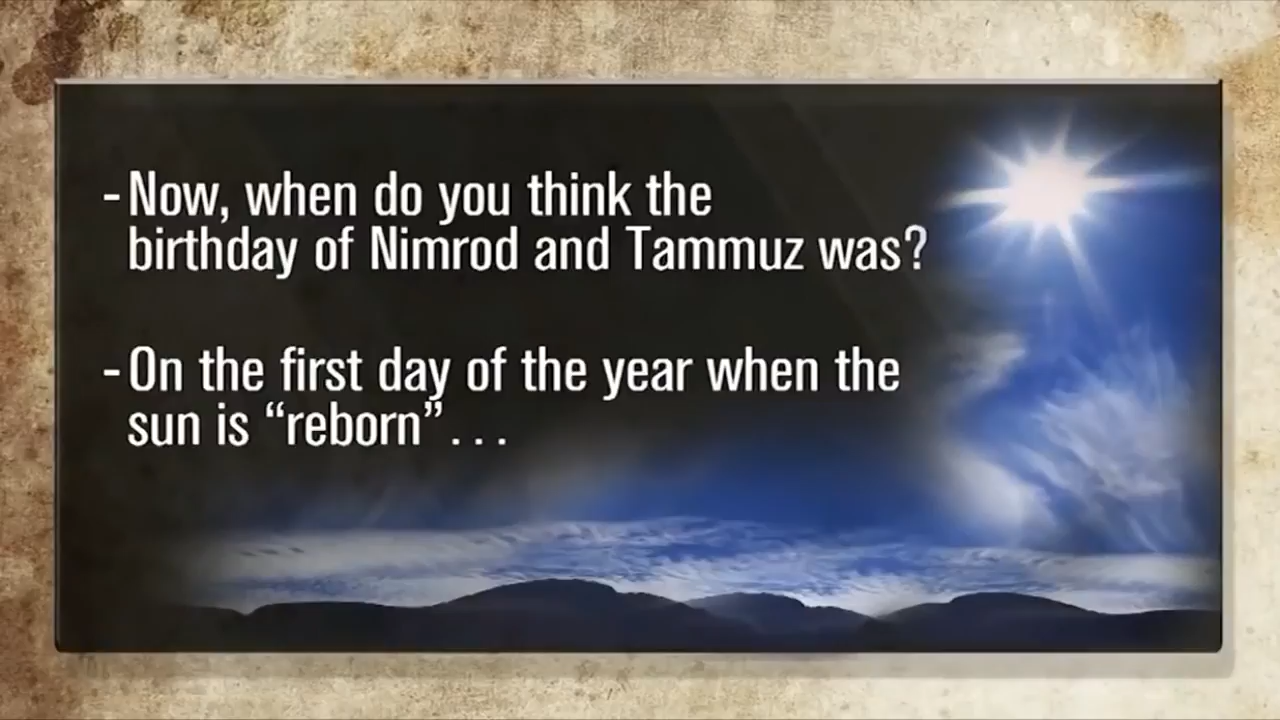 - Now, when do you think the
birthday of Nimrod and Tammuz was?
- On the first day of the year when the
sun is “reborn”...